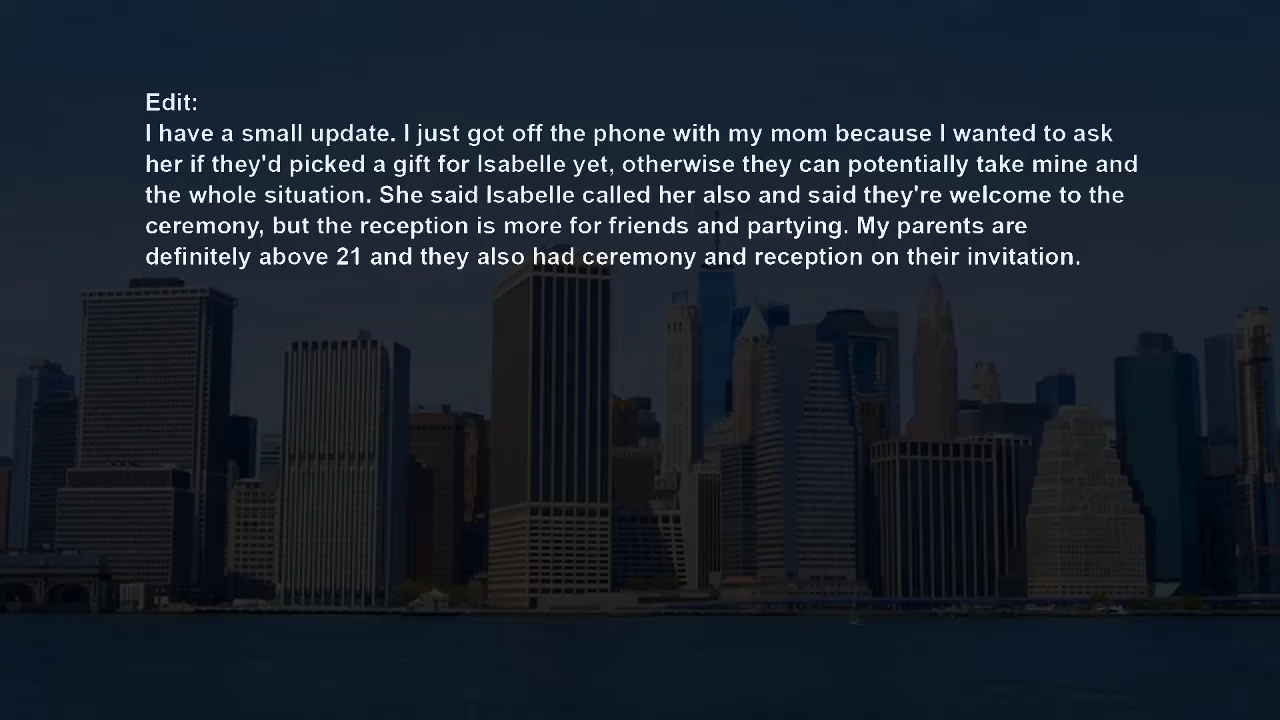 Edit:
I have a small update. I just got off the phone with my mom because I wanted to ask
her if they'd picked a gift for Isabelle yet, otherwise they can potentially take mine and
the whole situation. She said Isabelle called her also and said they're welcome to the
ceremony, but the reception is more for friends and partying. My parents are
definitely above 21 and they also had ceremony and reception on their invitation.